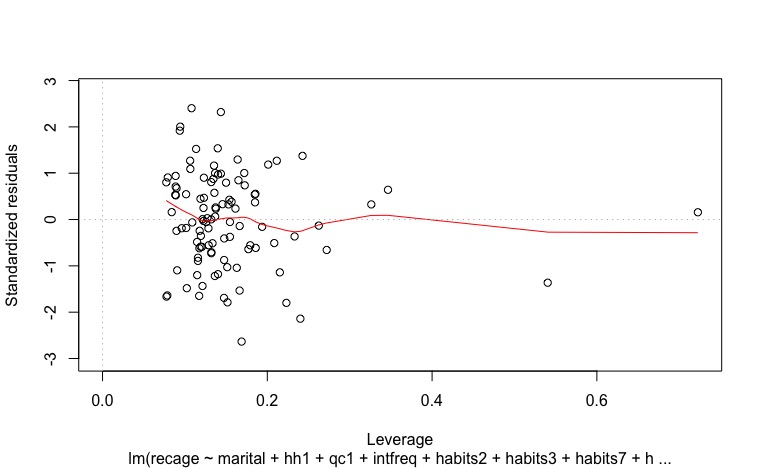 Standardized residuals
3
2
1
0
-1
-2
-3
0.0 0.2 0.4 0.6
Leverage
lm(recage ~ marital + hh1 + qc1 + intfreq + habits2 + habits3 + habits7 + h ...